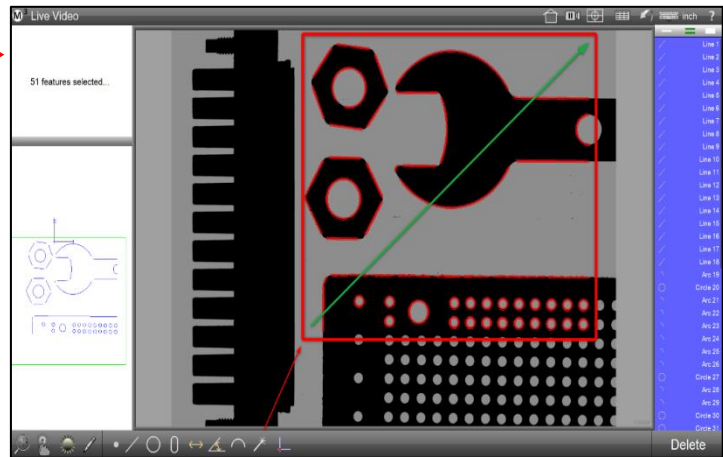 M³ Live Video
inch ?
51 features selected...
Line 1
Line 2
Line 3
Line 4
Line 5
Line 6
Line 7
Line 8
Line 9
Line 10
Line 11
Line 12
Line 13
Line 14
Line 15
Line 16
Line 17
Line 18
Arc 19
Circle 20
Arc 21
Arc 22
Arc 23
Arc 24
Arc 25
Arc 26
Circle 27
Arc 28
Arc 29
Circle 30
Circle 31
Delete